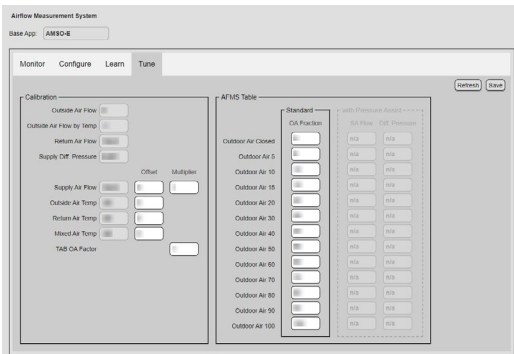 Airflow Measurement System
Base App: AMSO-E
Monitor Configure Learn Tune
Refresh Save
Calibration
Outside Air Flow
Outside Air Flow by Temp
Return Air Flow
Supply Diff. Pressure
Offset Multiplier
Supply Air Flow
Outside Air Temp
Return Air Temp
Mixed Air Temp
TAB OA Factor
AFMS Table
Standard with Pressure Assist
OA Fraction SA Flow Diff. Pressure
Outdoor Air Closed n/a n/a
Outdoor Air 5 n/a n/a
Outdoor Air 10 n/a n/a
Outdoor Air 15 n/a n/a
Outdoor Air 20 n/a n/a
Outdoor Air 30 n/a n/a
Outdoor Air 40 n/a n/a
Outdoor Air 50 n/a n/a
Outdoor Air 60 n/a n/a
Outdoor Air 70 n/a n/a
Outdoor Air 80 n/a n/a
Outdoor Air 90 n/a n/a
Outdoor Air 100 n/a n/a